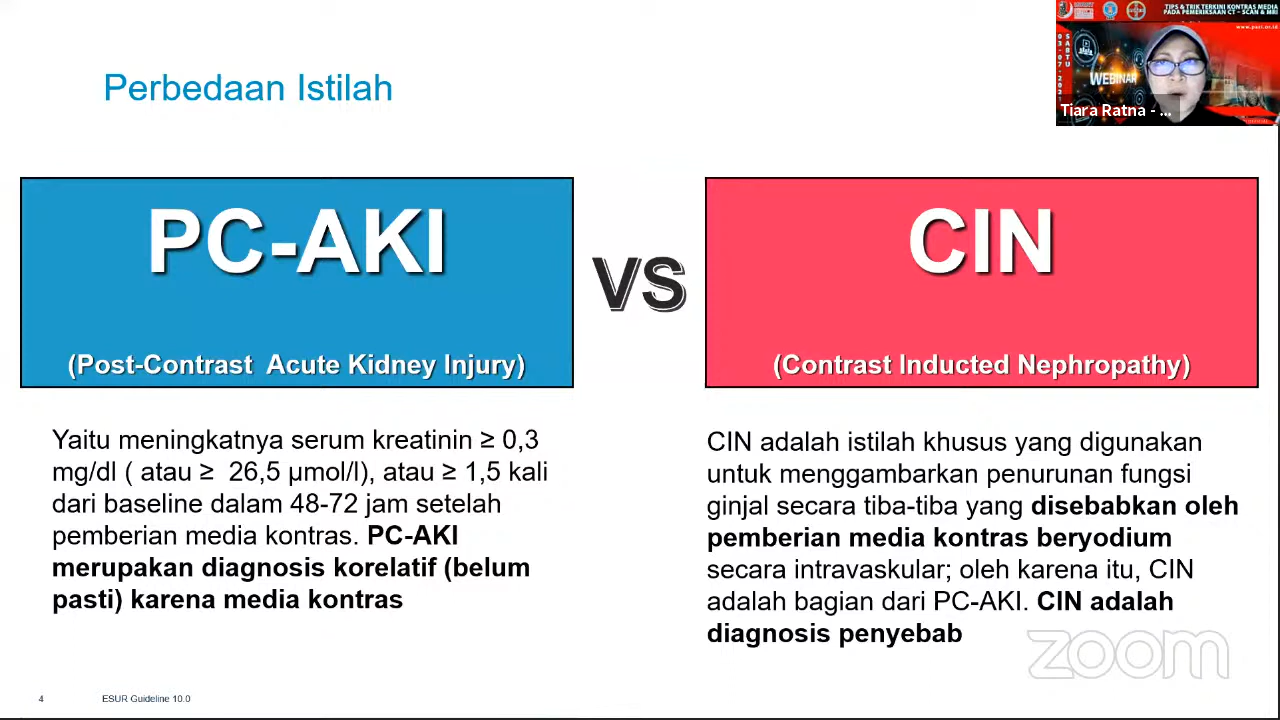 Perbedaan Istilah
TIPS & TRIK TERKINI KONTRAS MEDIA
PADA PEMERIKSAAN CT - SCAN & MRI
www.pari.or.id
SABTU
WEBINAR
Tiara Ratna - ...
PC-AKI
(Post-Contrast Acute Kidney Injury)
VS
CIN
(Contrast Inducted Nephropathy)
Yaitu meningkatnya serum kreatinin ≥ 0,3
mg/dl ( atau ≥ 26,5 µmol/l), atau ≥ 1,5 kali
dari baseline dalam 48-72 jam setelah
pemberian media kontras. PC-AKI
merupakan diagnosis korelatif (belum
pasti) karena media kontras
CIN adalah istilah khusus yang digunakan
untuk menggambarkan penurunan fungsi
ginjal secara tiba-tiba yang disebabkan oleh
pemberian media kontras beryodium
secara intravaskular; oleh karena itu, CIN
adalah bagian dari PC-AKI. CIN adalah
diagnosis penyebab
zoom
4
ESUR Guideline 10.0